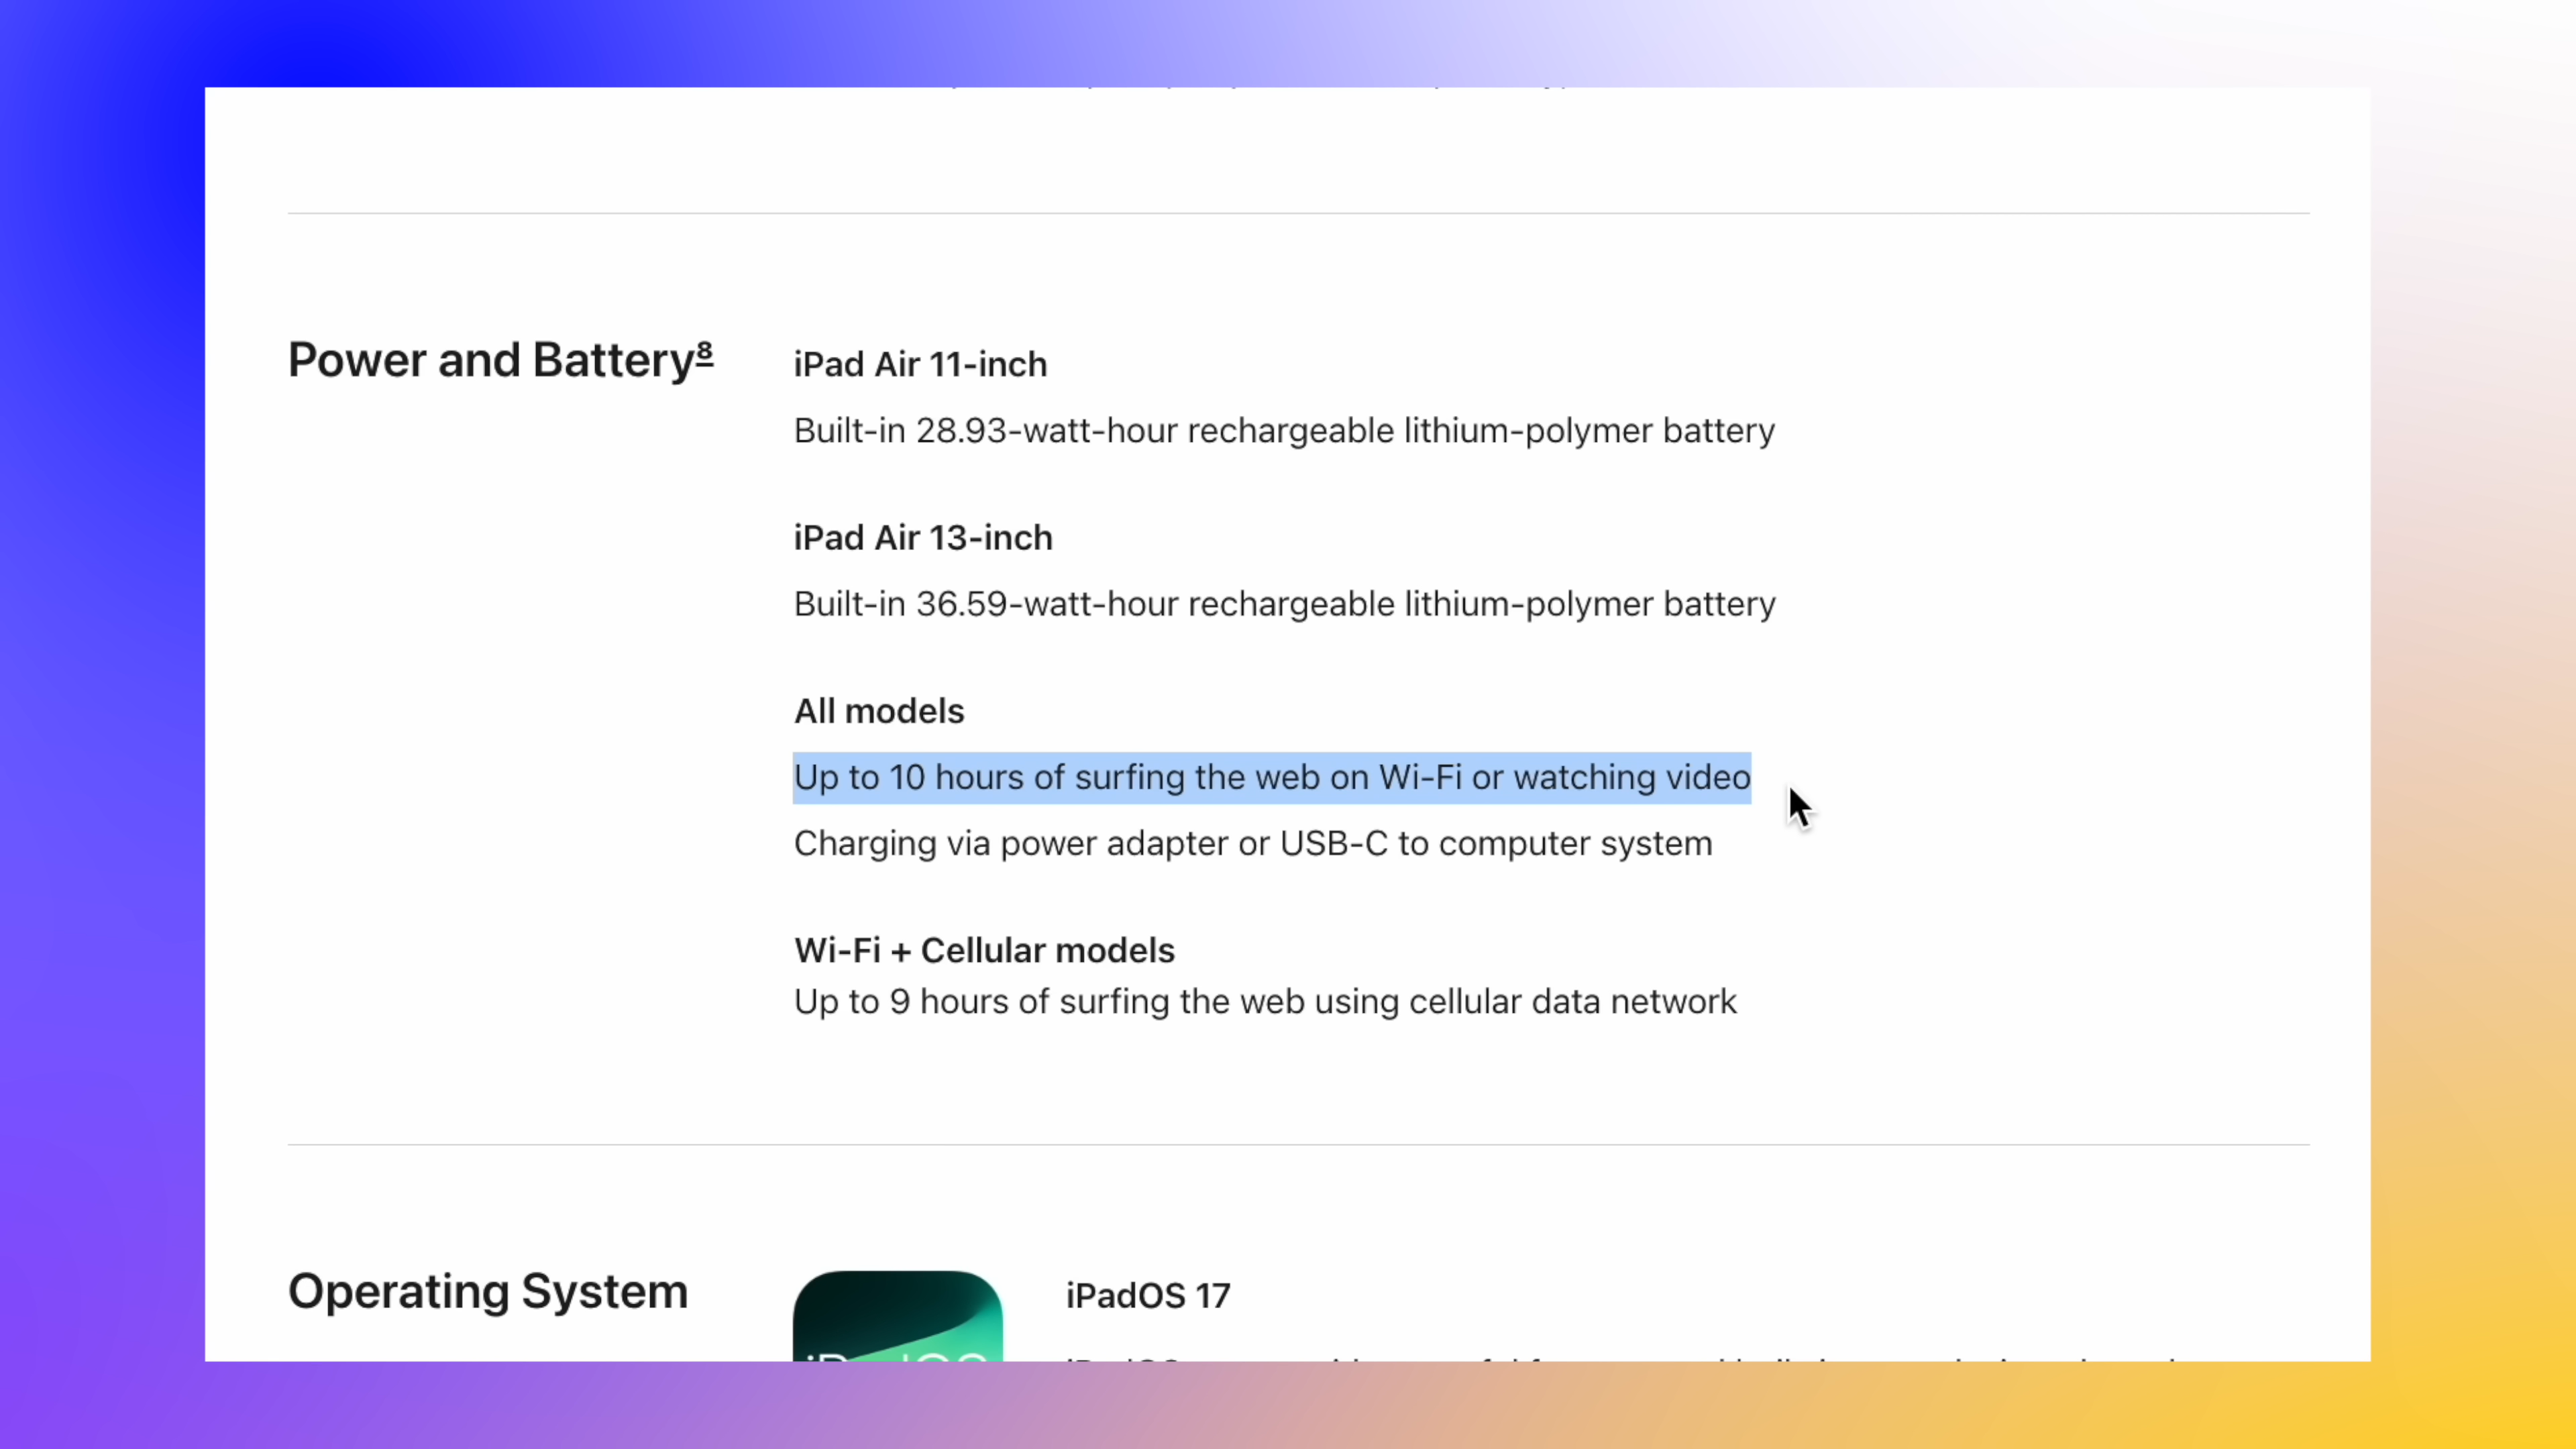 Power and Battery⁸
iPad Air 11-inch
Built-in 28.93-watt-hour rechargeable lithium-polymer battery
iPad Air 13-inch
Built-in 36.59-watt-hour rechargeable lithium-polymer battery
All models
Up to 10 hours of surfing the web on Wi-Fi or watching video
Charging via power adapter or USB-C to computer system
Wi-Fi + Cellular models
Up to 9 hours of surfing the web using cellular data network
Operating System
iPadOS 17